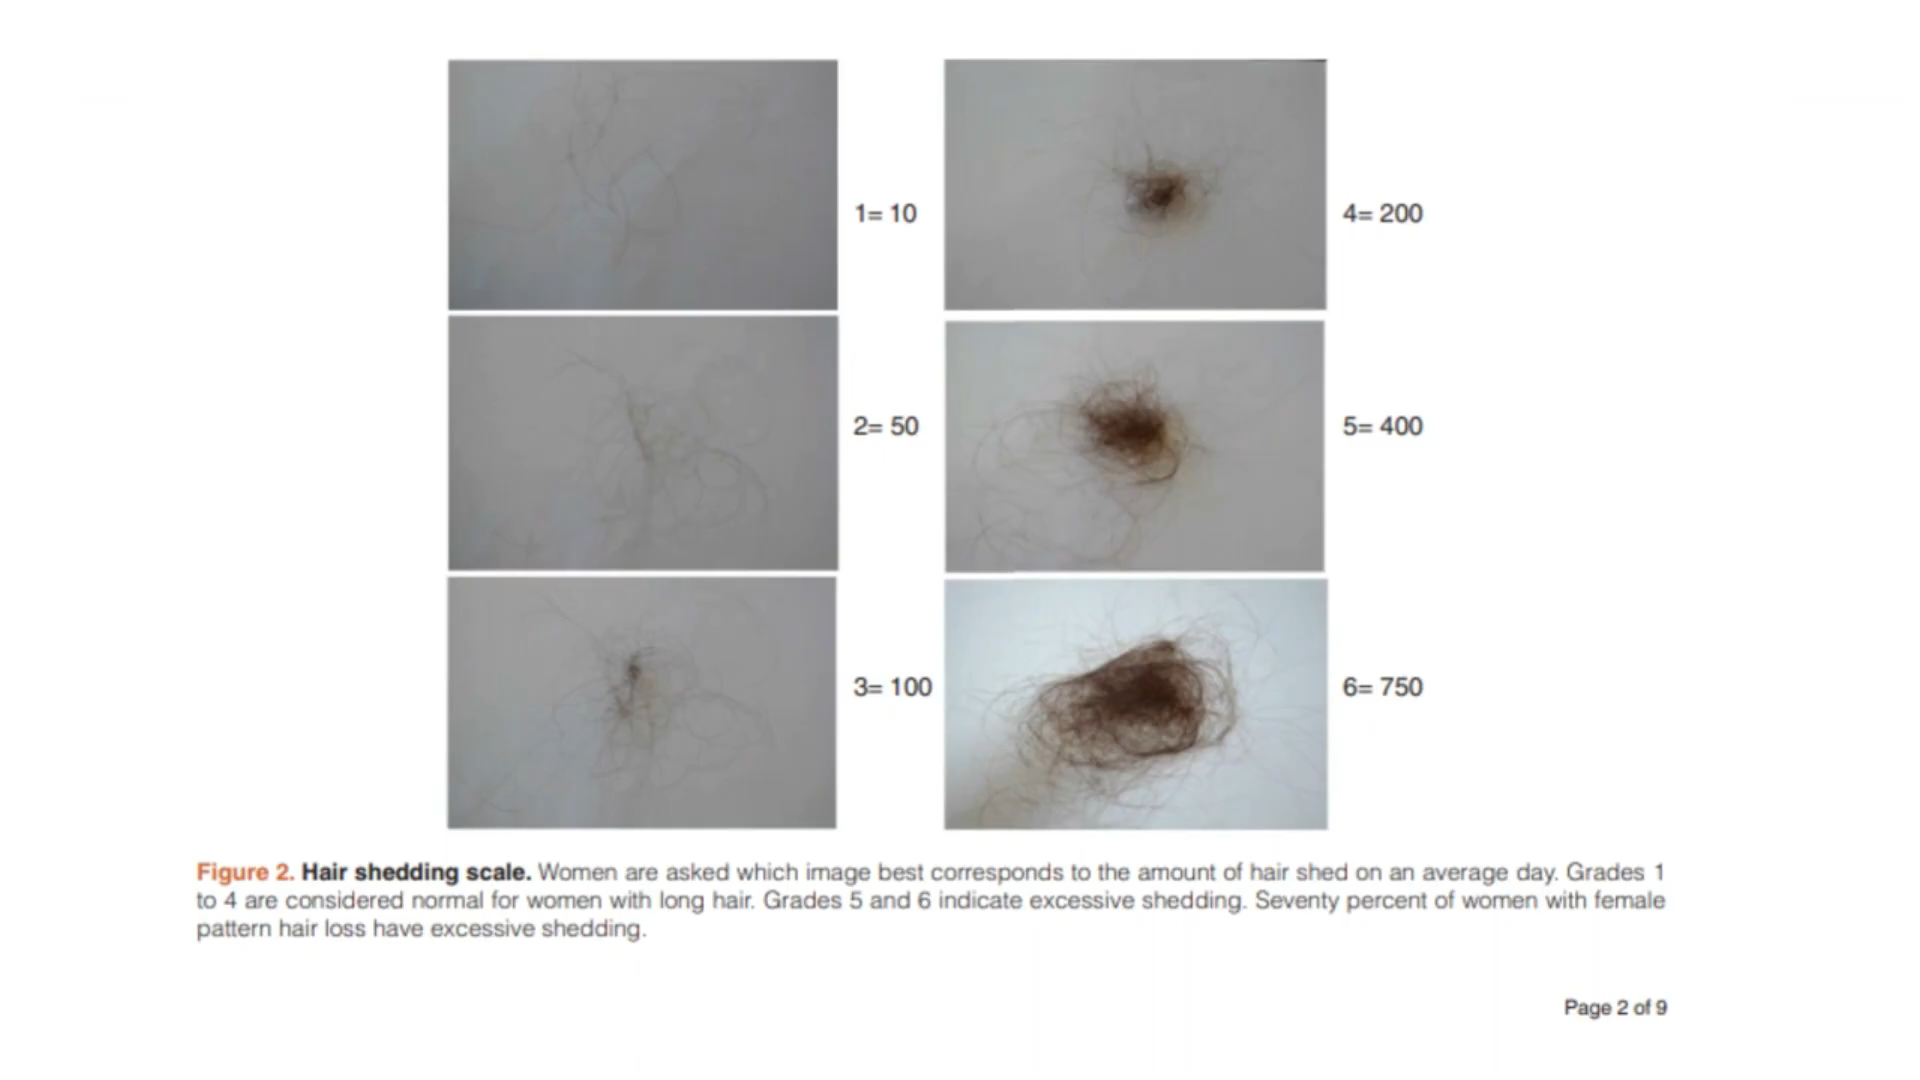 1= 10
4= 200
2= 50
5= 400
3= 100
6= 750
Figure 2. Hair shedding scale. Women are asked which image best corresponds to the amount of hair shed on an average day. Grades 1
to 4 are considered normal for women with long hair. Grades 5 and 6 indicate excessive shedding. Seventy percent of women with female
pattern hair loss have excessive shedding.
Page 2 of 9